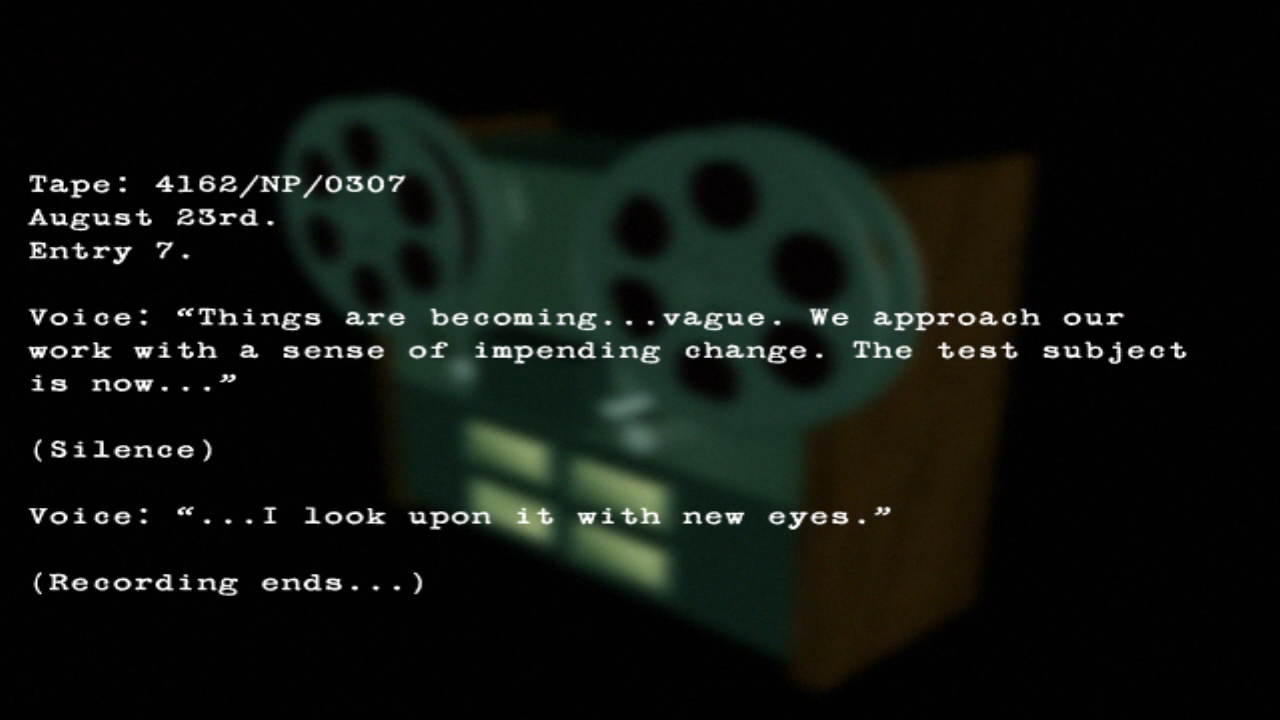 Tape: 4162/NP/0307
August 23rd.
Entry 7.
Voice: “Things are becoming...vague. We approach our
work with a sense of impending change. The test subject
is now...”
(Silence)
Voice: “...I look upon it with new eyes.”
(Recording ends...)